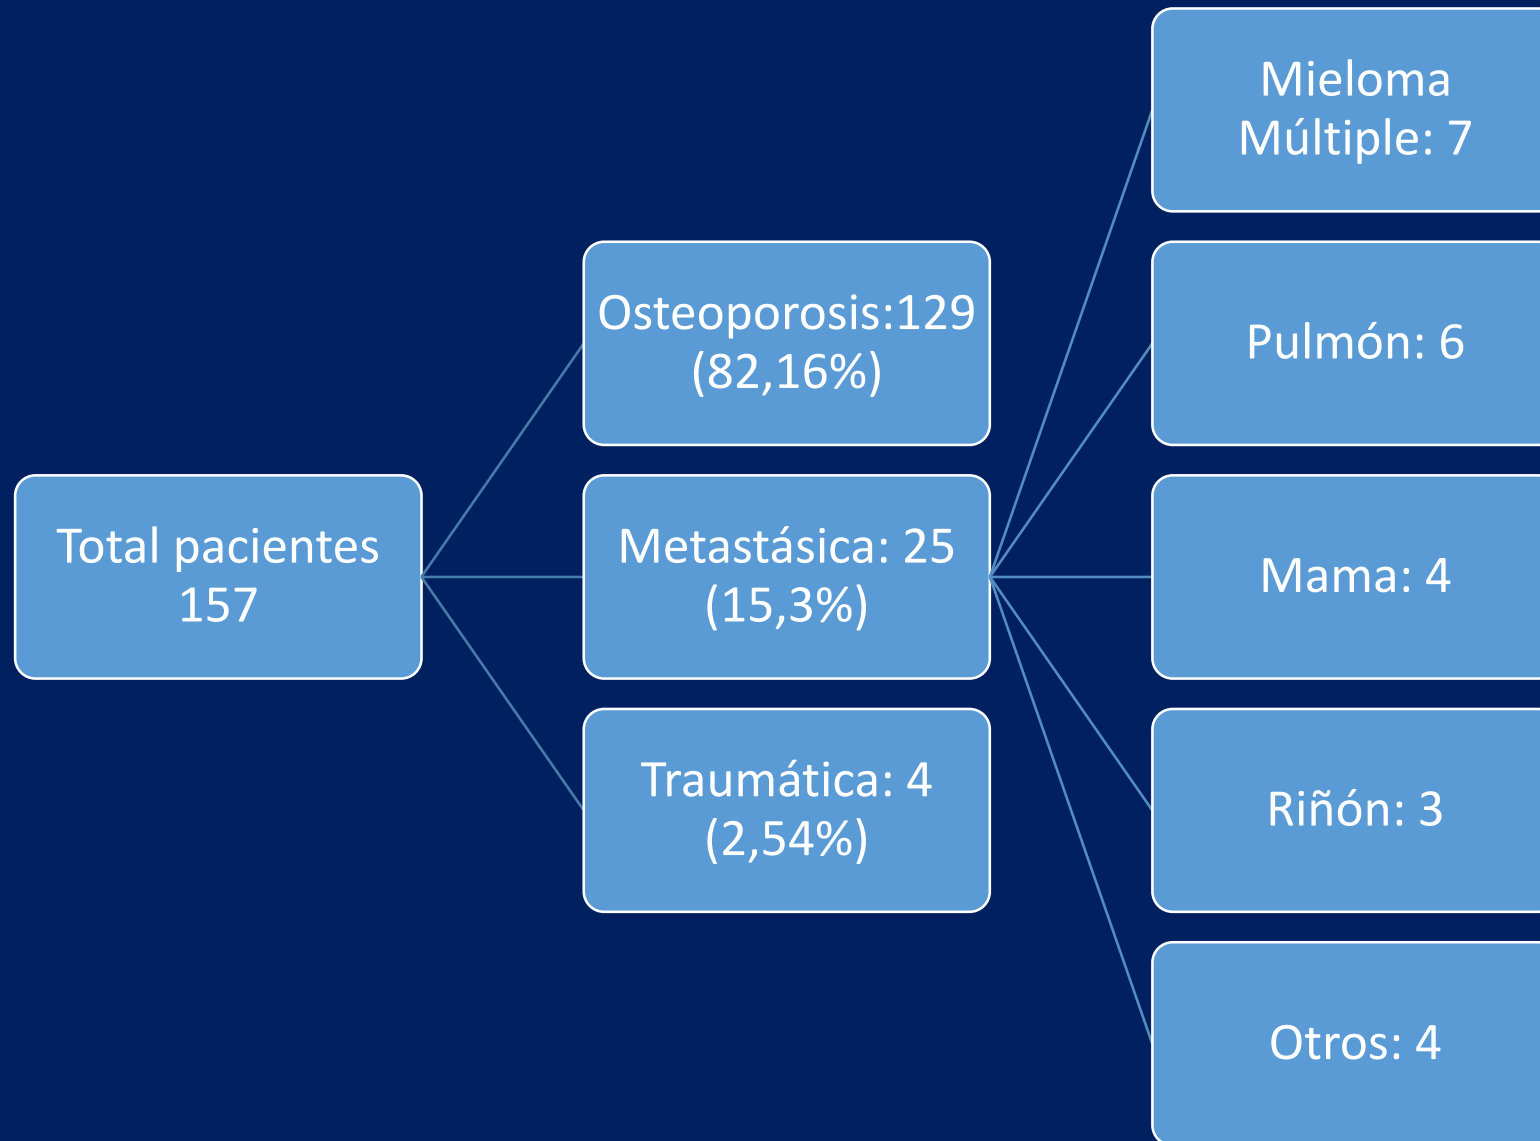 Total pacientes
157
Osteoporosis:129
(82,16%)
Metastásica: 25
(15,3%)
Traumática: 4
(2,54%)
Mieloma
Múltiple: 7
Pulmón: 6
Mama: 4
Riñón: 3
Otros: 4